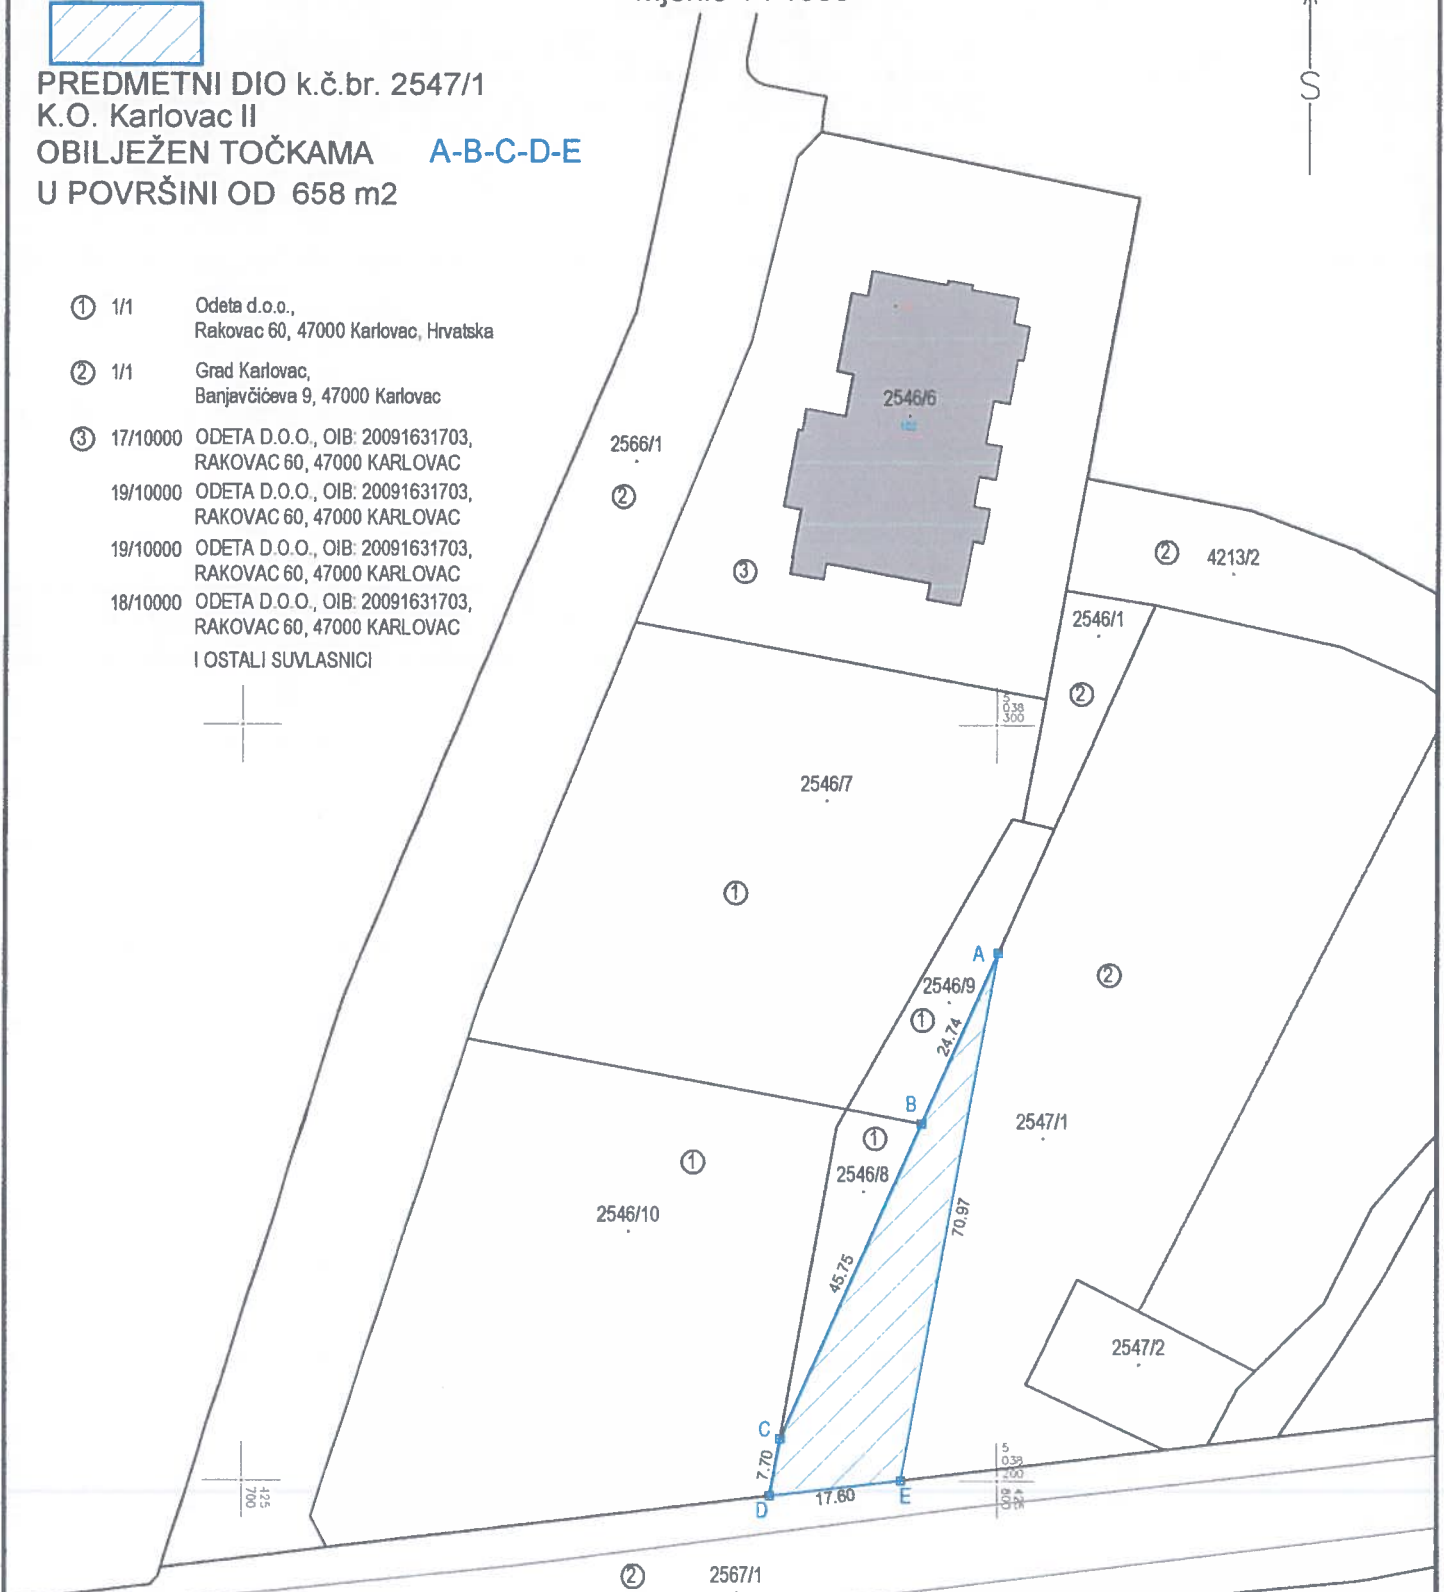 PREDMETNI DIO k.č.br. 2547/1
K.O. Karlovac II
OBILJEŽEN TOČKAMA A-B-C-D-E
U POVRŠINI OD 658 m2
S
1 1/1 Odeta d.o.o.,
Rakovac 60, 47000 Karlovac, Hrvatska
2 1/1 Grad Karlovac,
Banjavčićeva 9, 47000 Karlovac
3 17/10000 ODETA D.O.O., OIB: 20091631703,
RAKOVAC 60, 47000 KARLOVAC
19/10000 ODETA D.O.O., OIB: 20091631703,
RAKOVAC 60, 47000 KARLOVAC
19/10000 ODETA D.O.O., OIB: 20091631703,
RAKOVAC 60, 47000 KARLOVAC
18/10000 ODETA D.O.O., OIB: 20091631703,
RAKOVAC 60, 47000 KARLOVAC
I OSTALI SUVLASNICI
2546/6
2566/1
2
3
2 4213/2
2546/1
2
5
038
300
2546/7
1
A
2546/9
1
24.74
2
B
1
2547/1
2546/8
1
2546/10
70.97
45.75
2547/2
C
7.70
D
17.60
E
5
038
200
425
700
2 2567/1